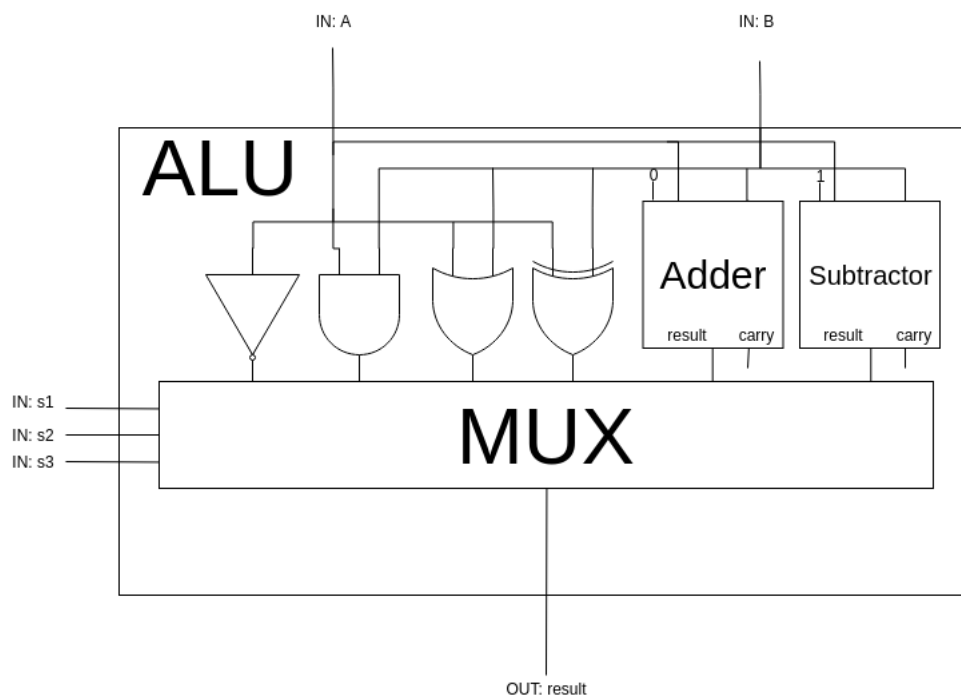 IN: A
IN: B
ALU
0
1
Adder
Subtractor
result
carry
result
carry
IN: s1
IN: s2
IN: s3
MUX
OUT: result